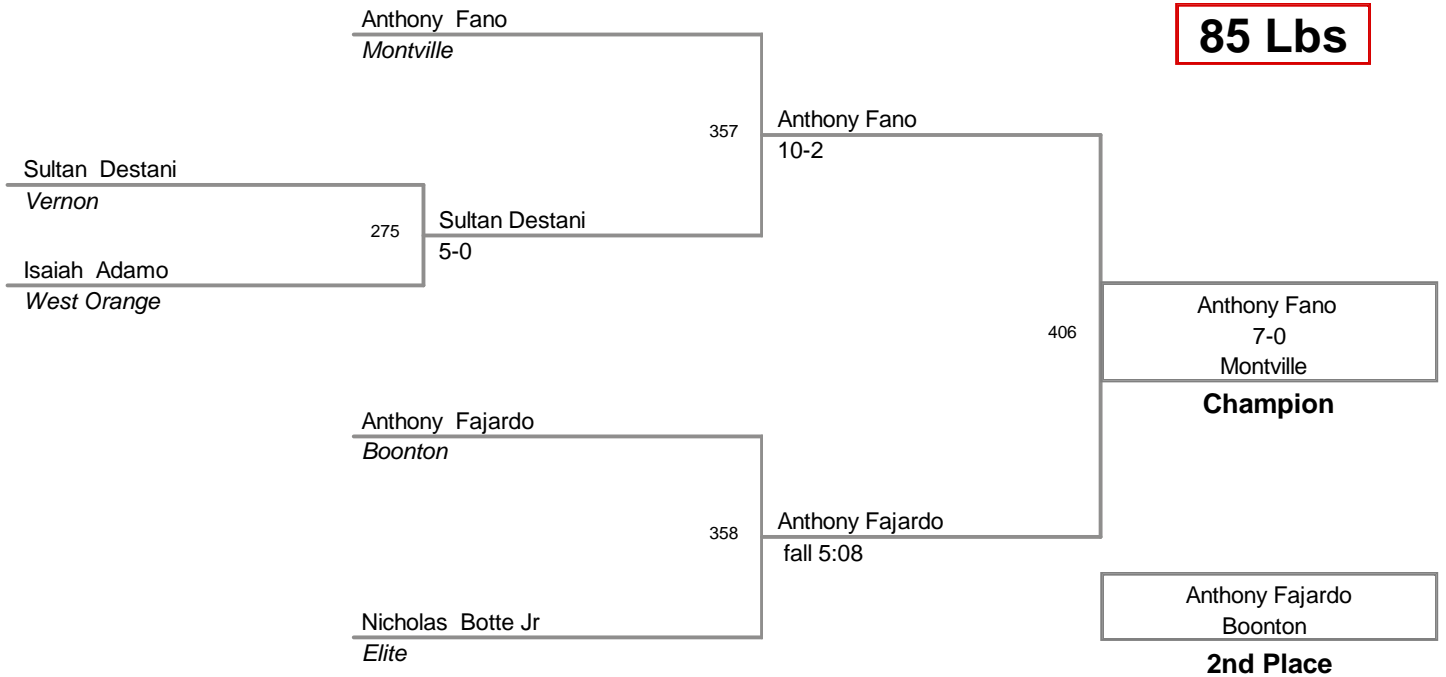 Anthony Fano
Montville
85 Lbs
357
Anthony Fano
10-2
Sultan Destani
Vernon
275
Sultan Destani
5-0
Isaiah Adamo
West Orange
406
Anthony Fano
7-0
Montville
Champion
Anthony Fajardo
Boonton
358
Anthony Fajardo
fall 5:08
Nicholas Botte Jr
Elite
Anthony Fajardo
Boonton
2nd Place